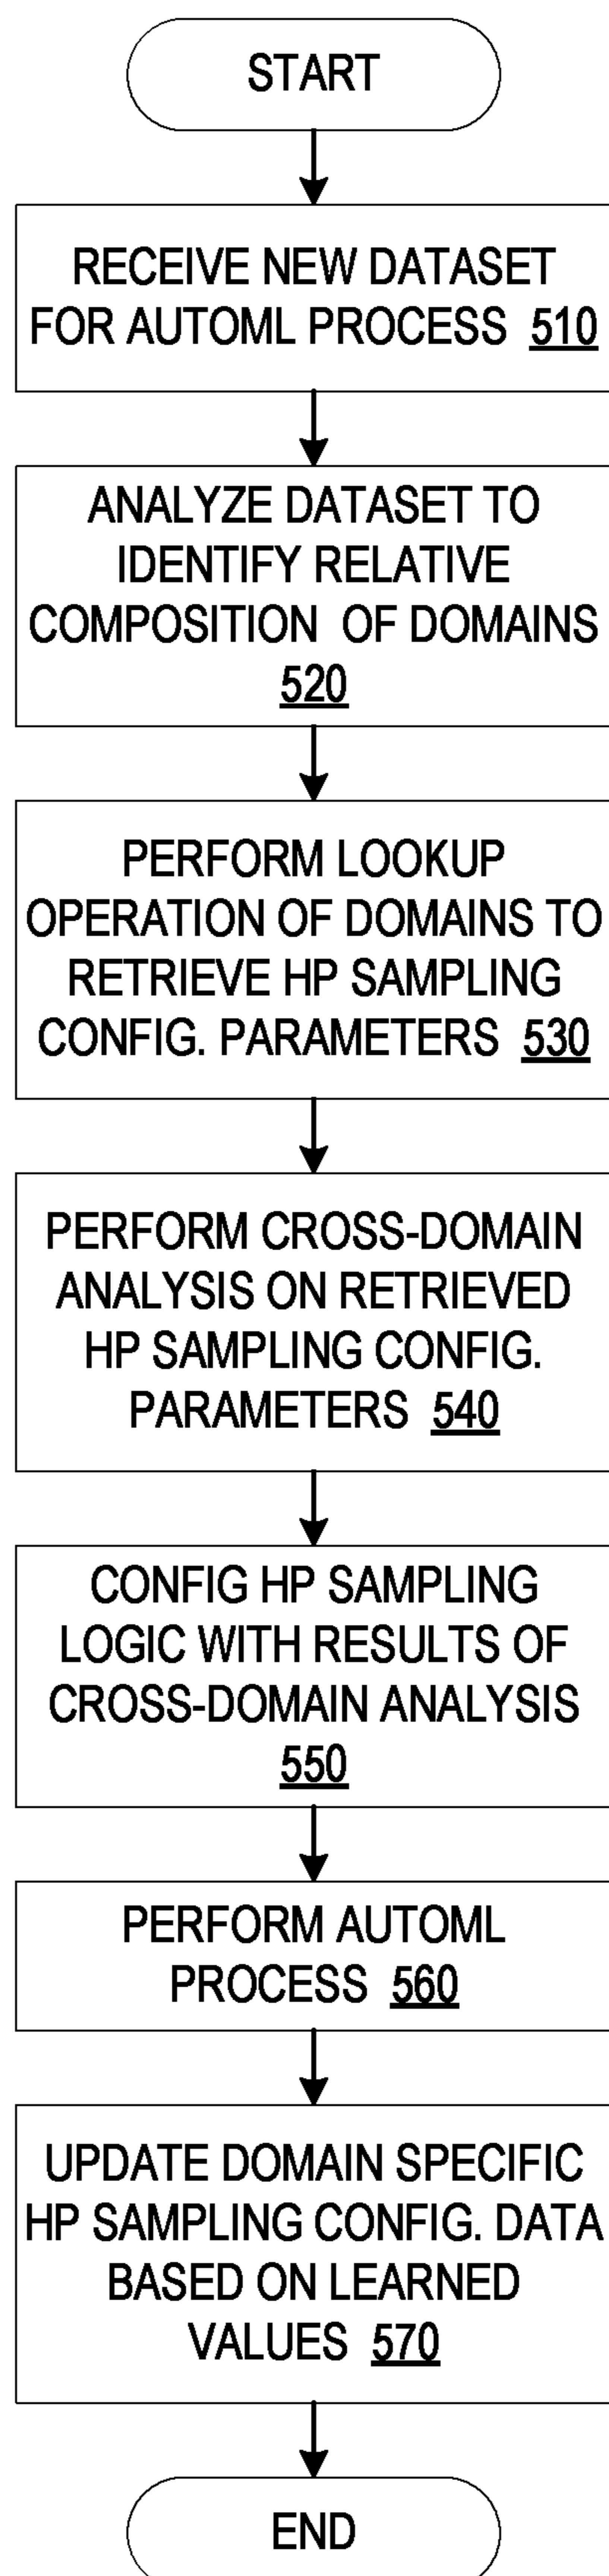 START
RECEIVE NEW DATASET
FOR AUTOML PROCESS 510
ANALYZE DATASET TO
IDENTIFY RELATIVE
COMPOSITION OF DOMAINS
520
PERFORM LOOKUP
OPERATION OF DOMAINS TO
RETRIEVE HP SAMPLING
CONFIG. PARAMETERS 530
PERFORM CROSS-DOMAIN
ANALYSIS ON RETRIEVED
HP SAMPLING CONFIG.
PARAMETERS 540
CONFIG HP SAMPLING
LOGIC WITH RESULTS OF
CROSS-DOMAIN ANALYSIS
550
PERFORM AUTOML
PROCESS 560
UPDATE DOMAIN SPECIFIC
HP SAMPLING CONFIG. DATA
BASED ON LEARNED
VALUES 570
END